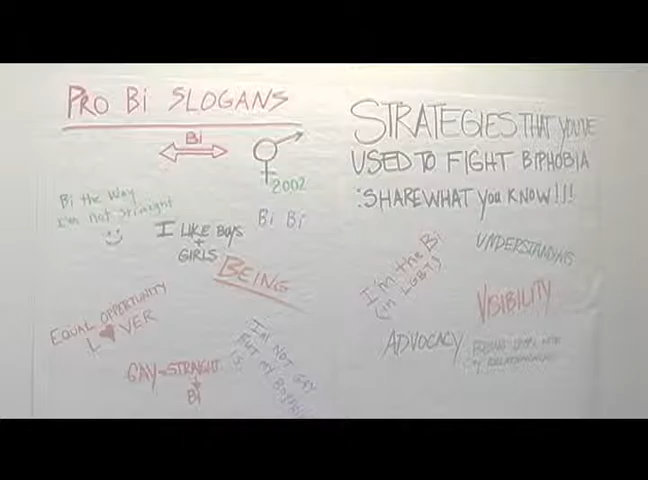 PRO Bi SLOGANS
Bi
2002
Bi the Way
I'm not straight
Bi Bi
I LIKE BOYS
+
GIRLS
BEING
EQUAL OPPORTUNITY
L VER
GAY STRAIGHT
Bi
I'M NOT GAY
BUT MY
IS
STRATEGIES THAT YOU'VE
USED TO FIGHT BIPHOBIA
: SHARE WHAT YOU KNOW!!!
I'm the Bi
(in LGBT)
UNDERSTANDING
VISIBILITY
ADVOCACY